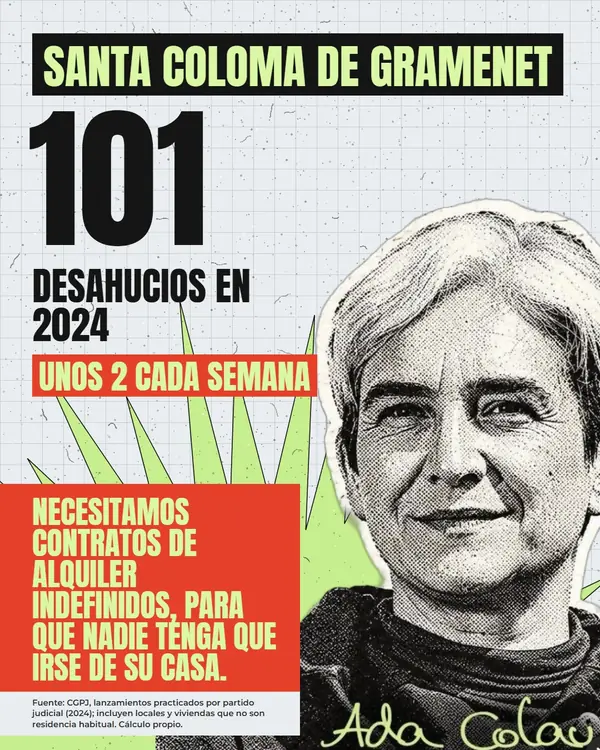 SANTA COLOMA DE GRAMENET
101
DESAHUCIOS EN
2024
UNOS 2 CADA SEMANA
NECESITAMOS
CONTRATOS DE
ALQUILER
INDEFINIDOS, PARA
QUE NADIE TENGA QUE
IRSE DE SU CASA.
Fuente: CGPJ, lanzamientos practicados por partido
judicial (2024); incluyen locales y viviendas que no son
residencia habitual. Cálculo propio.
Ada Colau